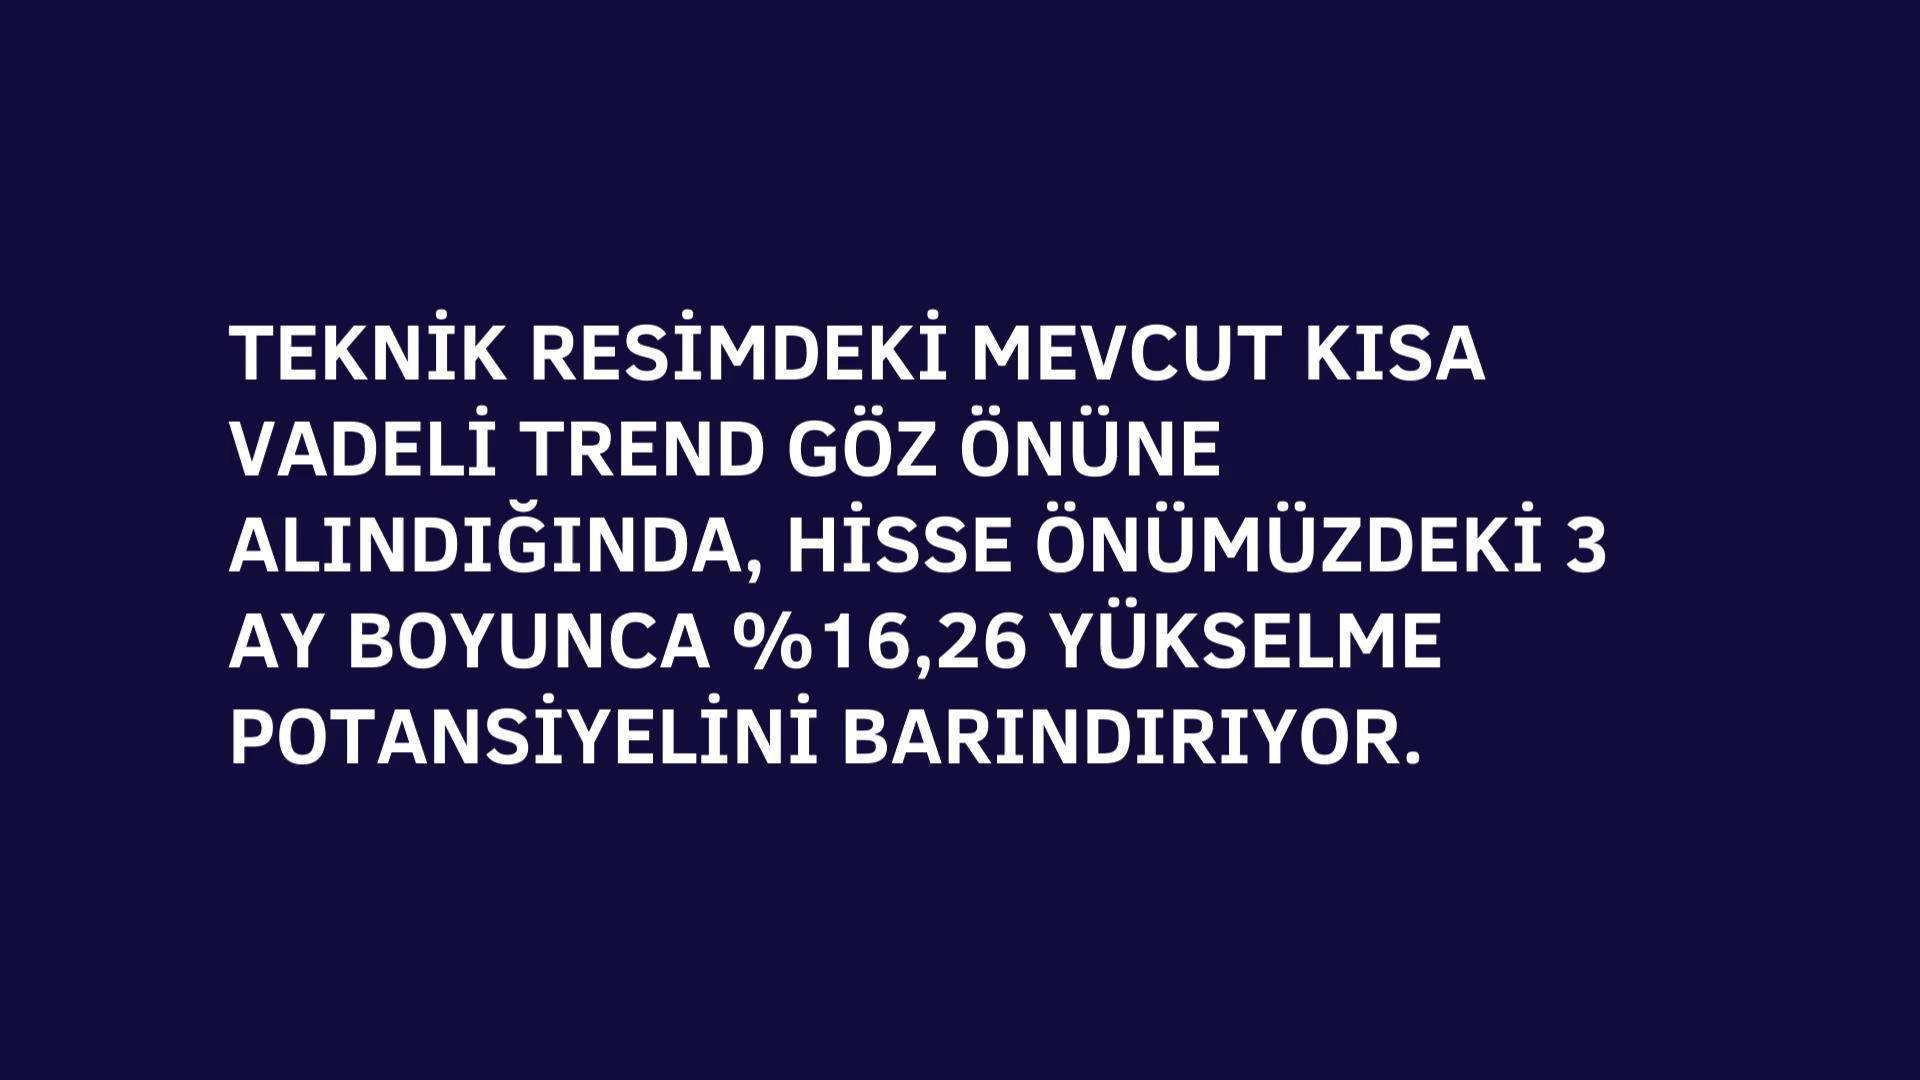 TEKNİK RESİMDEKİ MEVCUT KISA
VADELİ TREND GÖZ ÖNÜNE
ALINDIĞINDA, HİSSE ÖNÜMÜZDEKİ 3
AY BOYUNCA %16,26 YÜKSELME
POTANSİYELİNİ BARINDIRIYOR.